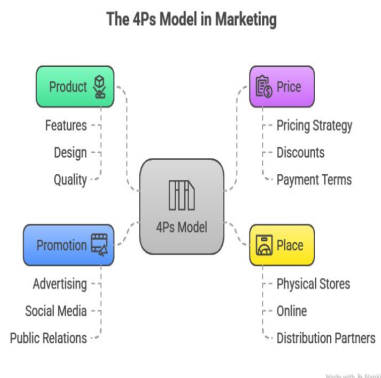 The 4Ps Model in Marketing
Product
Features
Design
Quality
Price
Pricing Strategy
Discounts
Payment Terms
4Ps Model
Promotion
Advertising
Social Media
Public Relations
Place
Physical Stores
Online
Distribution Partners